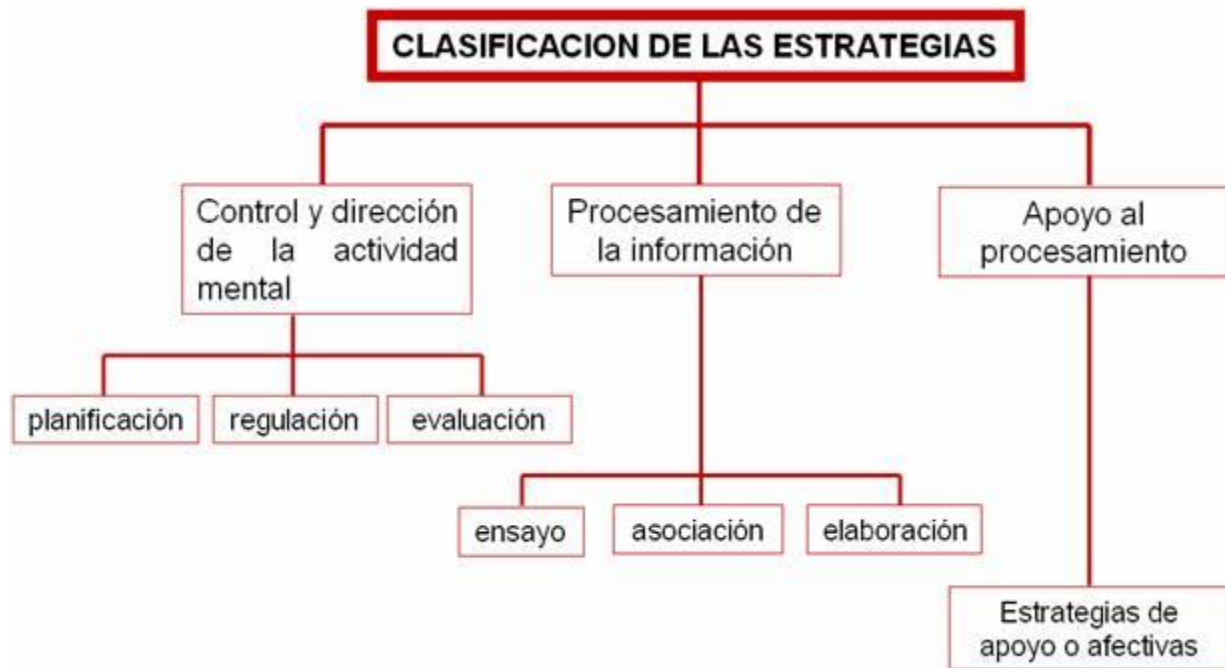 CLASIFICACION DE LAS ESTRATEGIAS
Control y dirección
de la actividad
mental
Procesamiento de
la información
Apoyo al
procesamiento
planificación
regulación
evaluación
ensayo
asociación
elaboración
Estrategias de
apoyo o afectivas